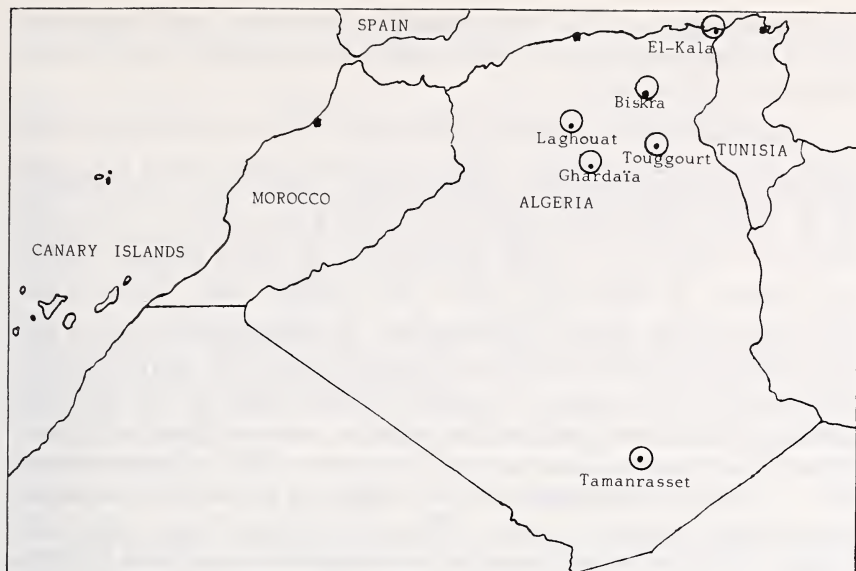 SPAIN
El-Kala
Biskra
Laghouat
Touggourt
TUNISIA
Ghardaïa
MOROCCO
ALGERIA
CANARY ISLANDS
Tamanrasset